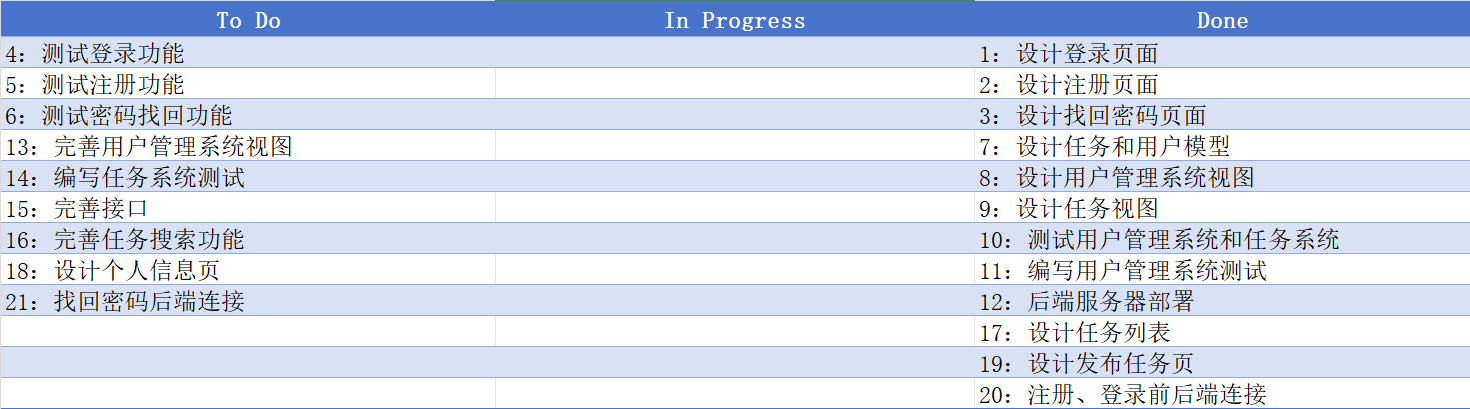 To Do In Progress Done
4：测试登录功能 1：设计登录页面
5：测试注册功能 2：设计注册页面
6：测试密码找回功能 3：设计找回密码页面
13：完善用户管理系统视图 7：设计任务和用户模型
14：编写任务系统测试 8：设计用户管理系统视图
15：完善接口 9：设计任务视图
16：完善任务搜索功能 10：测试用户管理系统和任务系统
18：设计个人信息页 11：编写用户管理系统测试
21：找回密码后端连接 12：后端服务器部署
17：设计任务列表
19：设计发布任务页
20：注册、登录前后端连接